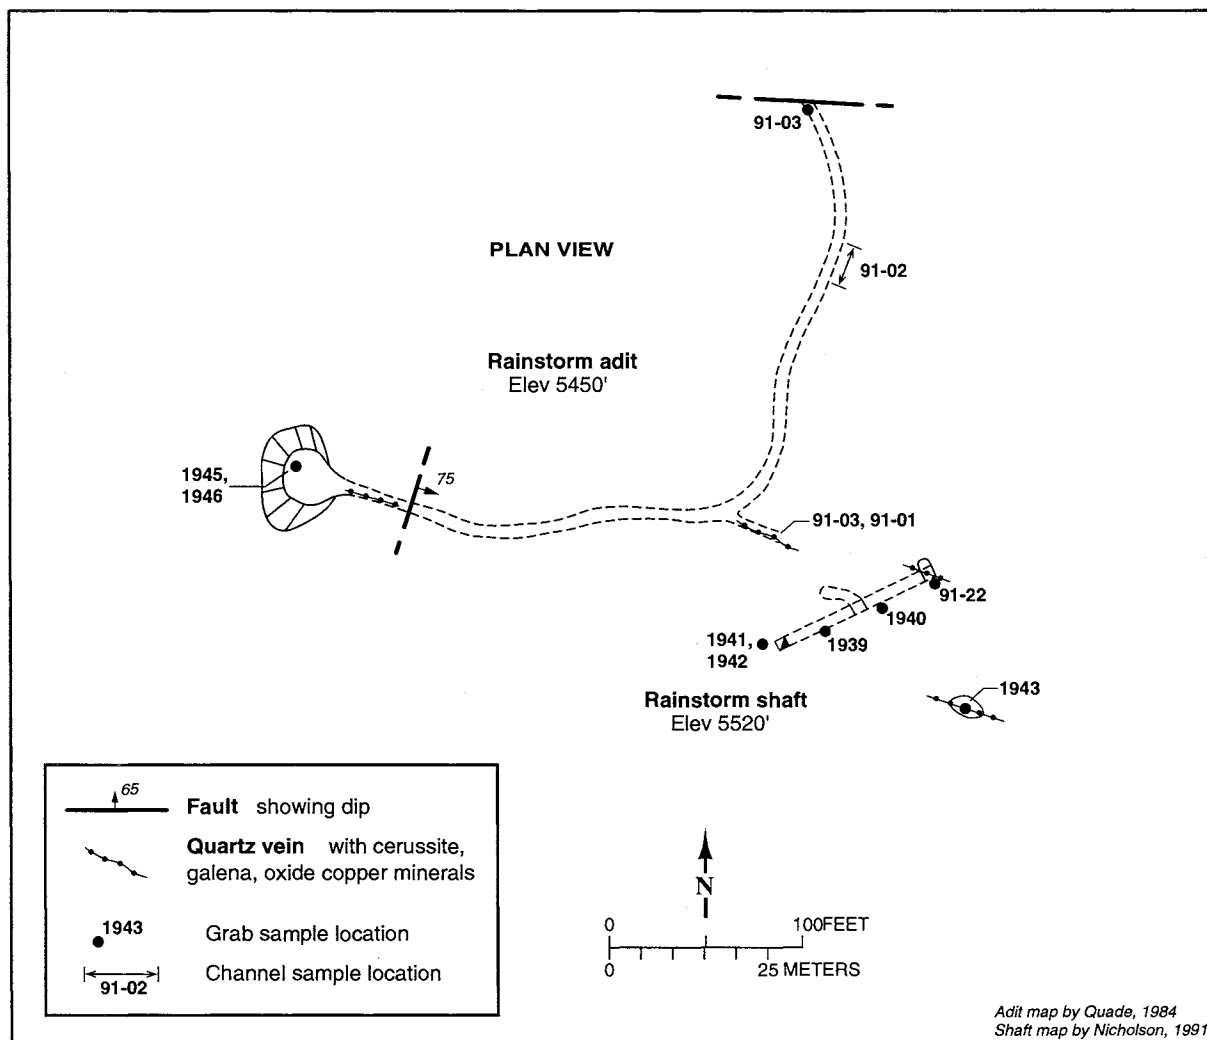 91-03
PLAN VIEW
91-02
Rainstorm adit
Elev 5450'
75
1945,
1946
91-03, 91-01
91-22
1940
1939
1941,
1942
1943
Rainstorm shaft
Elev 5520'
65
Fault showing dip
Quartz vein with cerussite,
galena, oxide copper minerals
1943
Grab sample location
91-02
Channel sample location
N
0 100FEET
0 25 METERS
Adit map by Quade, 1984
Shaft map by Nicholson, 1991